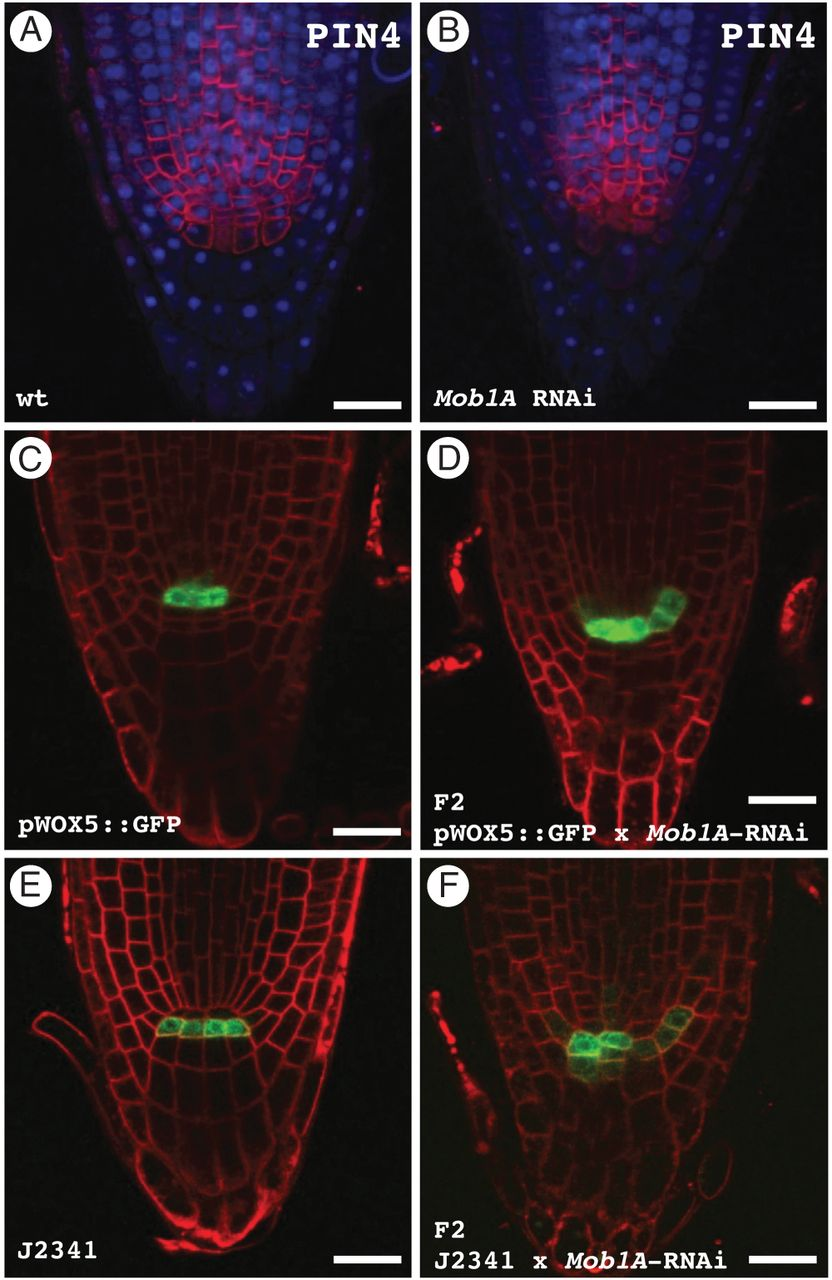 A
PIN4
wt
B
PIN4
Mob1A RNAi
C
pWOX5::GFP
D
F2
pWOX5::GFP x Mob1A-RNAi
E
J2341
F
F2
J2341 x Mob1A-RNAi